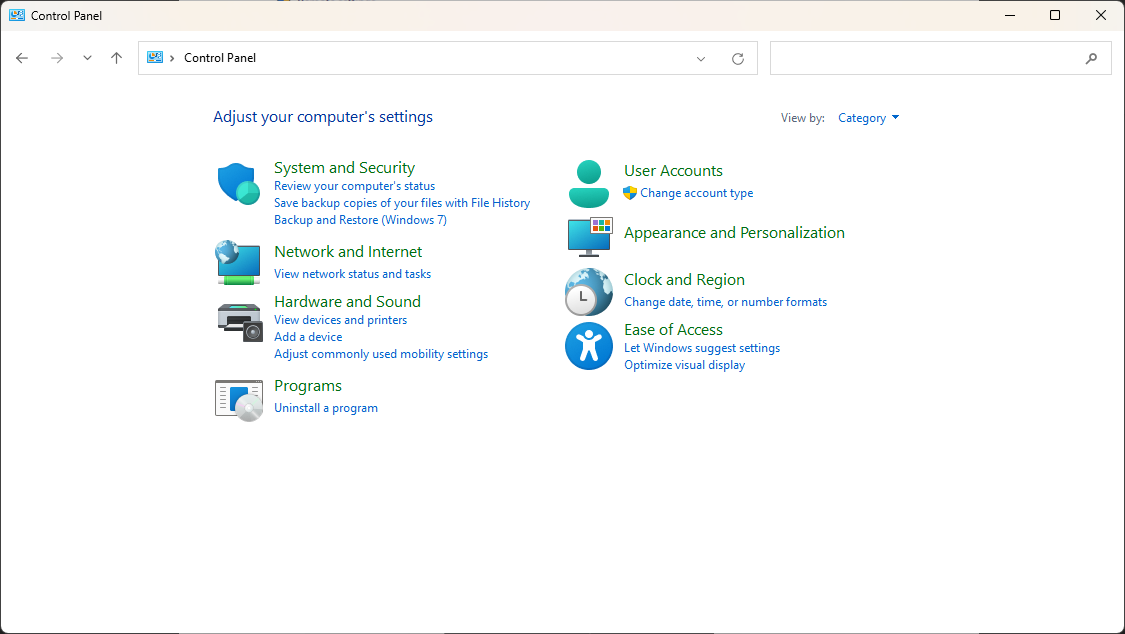 Control Panel
Control Panel
Adjust your computer's settings
View by: Category
System and Security
Review your computer's status
Save backup copies of your files with File History
Backup and Restore (Windows 7)
Network and Internet
View network status and tasks
Hardware and Sound
View devices and printers
Add a device
Adjust commonly used mobility settings
Programs
Uninstall a program
User Accounts
Change account type
Appearance and Personalization
Clock and Region
Change date, time, or number formats
Ease of Access
Let Windows suggest settings
Optimize visual display